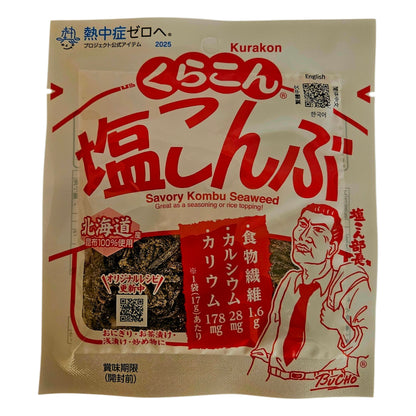 熱中症ゼロへ®
プロジェクト公式アイテム 2025
Kurakon
English
한국어
くらこん®
塩こんぶ
Savory Kombu Seaweed
Great as a seasoning or rice topping!
北海道産
昆布100%使用
・食物繊維 1.6g
・カルシウム 28mg
・カリウム 178mg
※1袋(17g)あたり
塩こん部長®
オリジナルレシピ
更新中
おにぎり・お茶漬け・
浅漬け・炒め物に
賞味期限
(開封前)
BUCHO